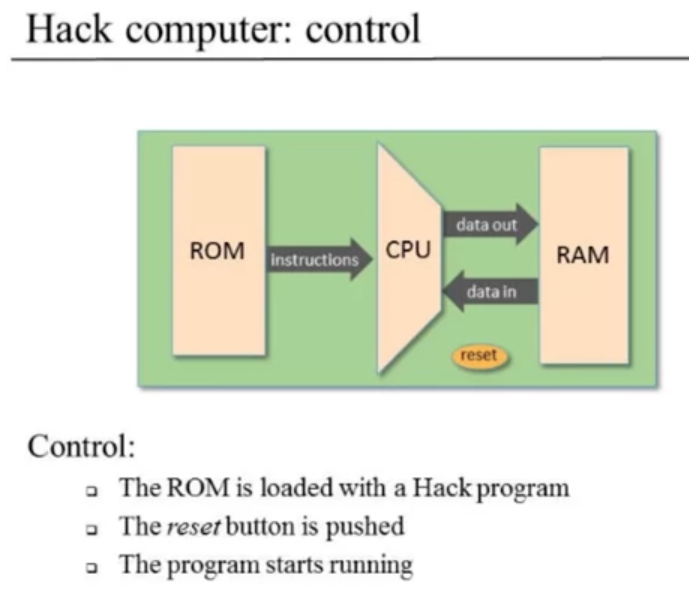 Hack computer: control
ROM
instructions
CPU
data out
data in
reset
RAM
Control:
The ROM is loaded with a Hack program
The reset button is pushed
The program starts running